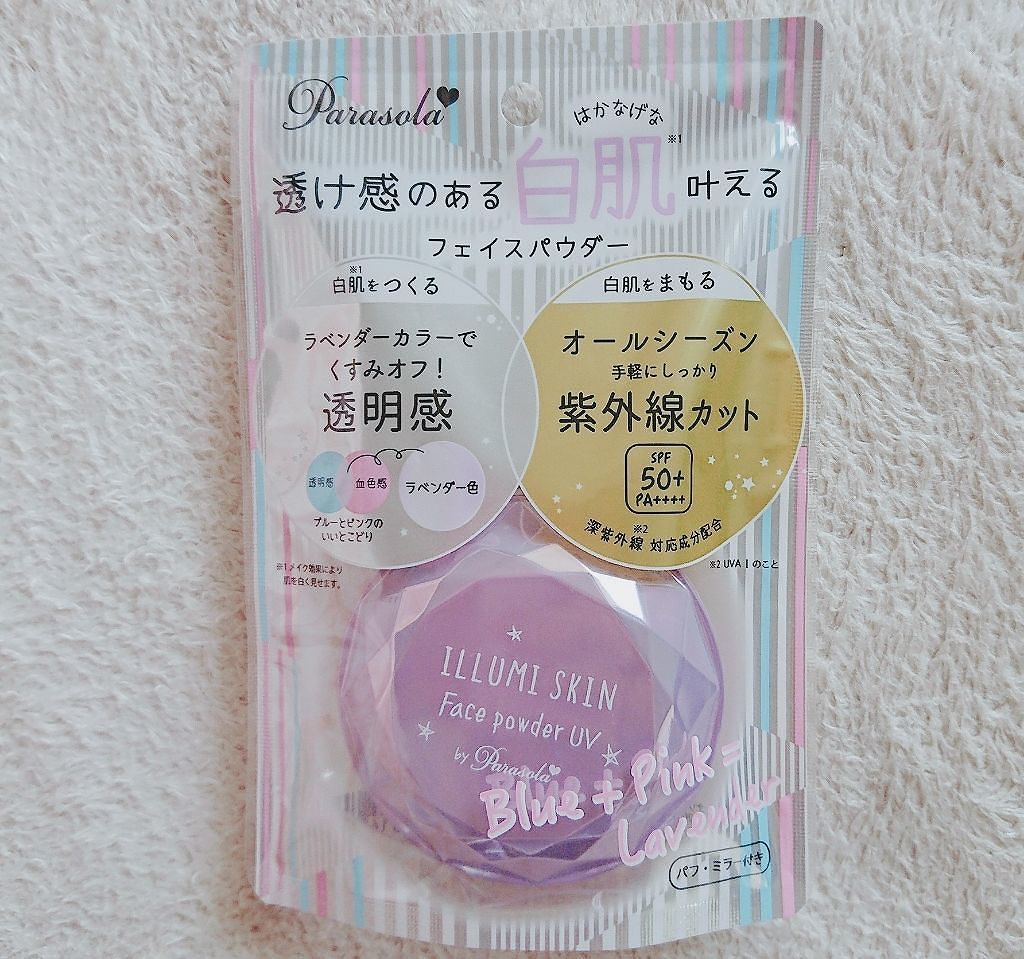 Parasola
はかなげな
透け感のある白肌※1叶える
フェイスパウダー
白肌※1をつくる
ラベンダーカラーで
くすみオフ!
透明感
透明感 血色感 ラベンダー色
ブルーとピンクの
いいとこどり
※1 メイク効果により
肌を白く見せます。
白肌をまもる
オールシーズン
手軽にしっかり
紫外線カット
SPF
50+
PA++++
深紫外線※2対応成分配合
※2 UVA Ⅰのこと
ILLUMI SKIN
Face powder UV
by Parasola
Blue + Pink =
Lavender
パフ・ミラー付き